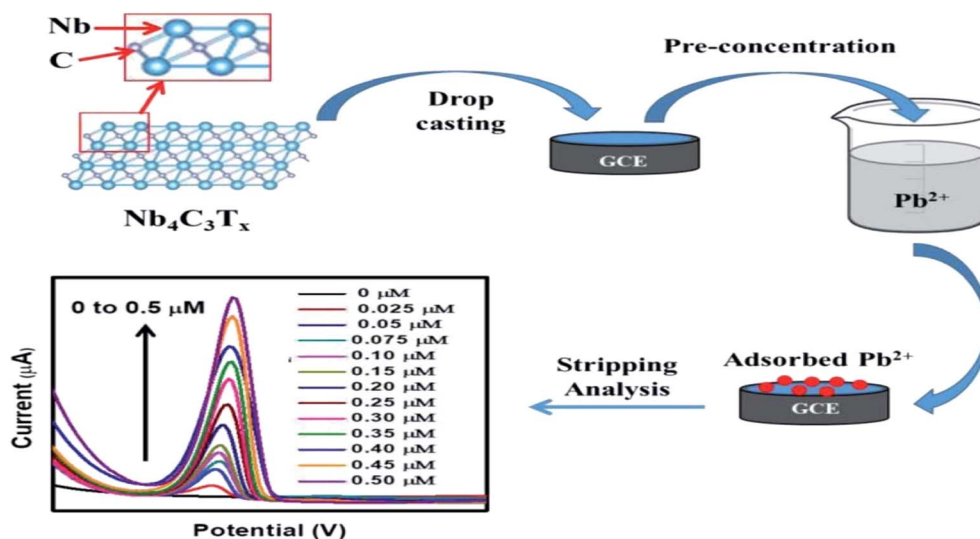 Nb
C
Nb₄C₃Tₓ
Drop
casting
GCE
Pre-concentration
Pb²⁺
Adsorbed Pb²⁺
GCE
Stripping
Analysis
0 to 0.5 μM
0 μM
0.025 μM
0.05 μM
0.075 μM
0.10 μM
0.15 μM
0.20 μM
0.25 μM
0.30 μM
0.35 μM
0.40 μM
0.45 μM
0.50 μM
Current (μA)
Potential (V)